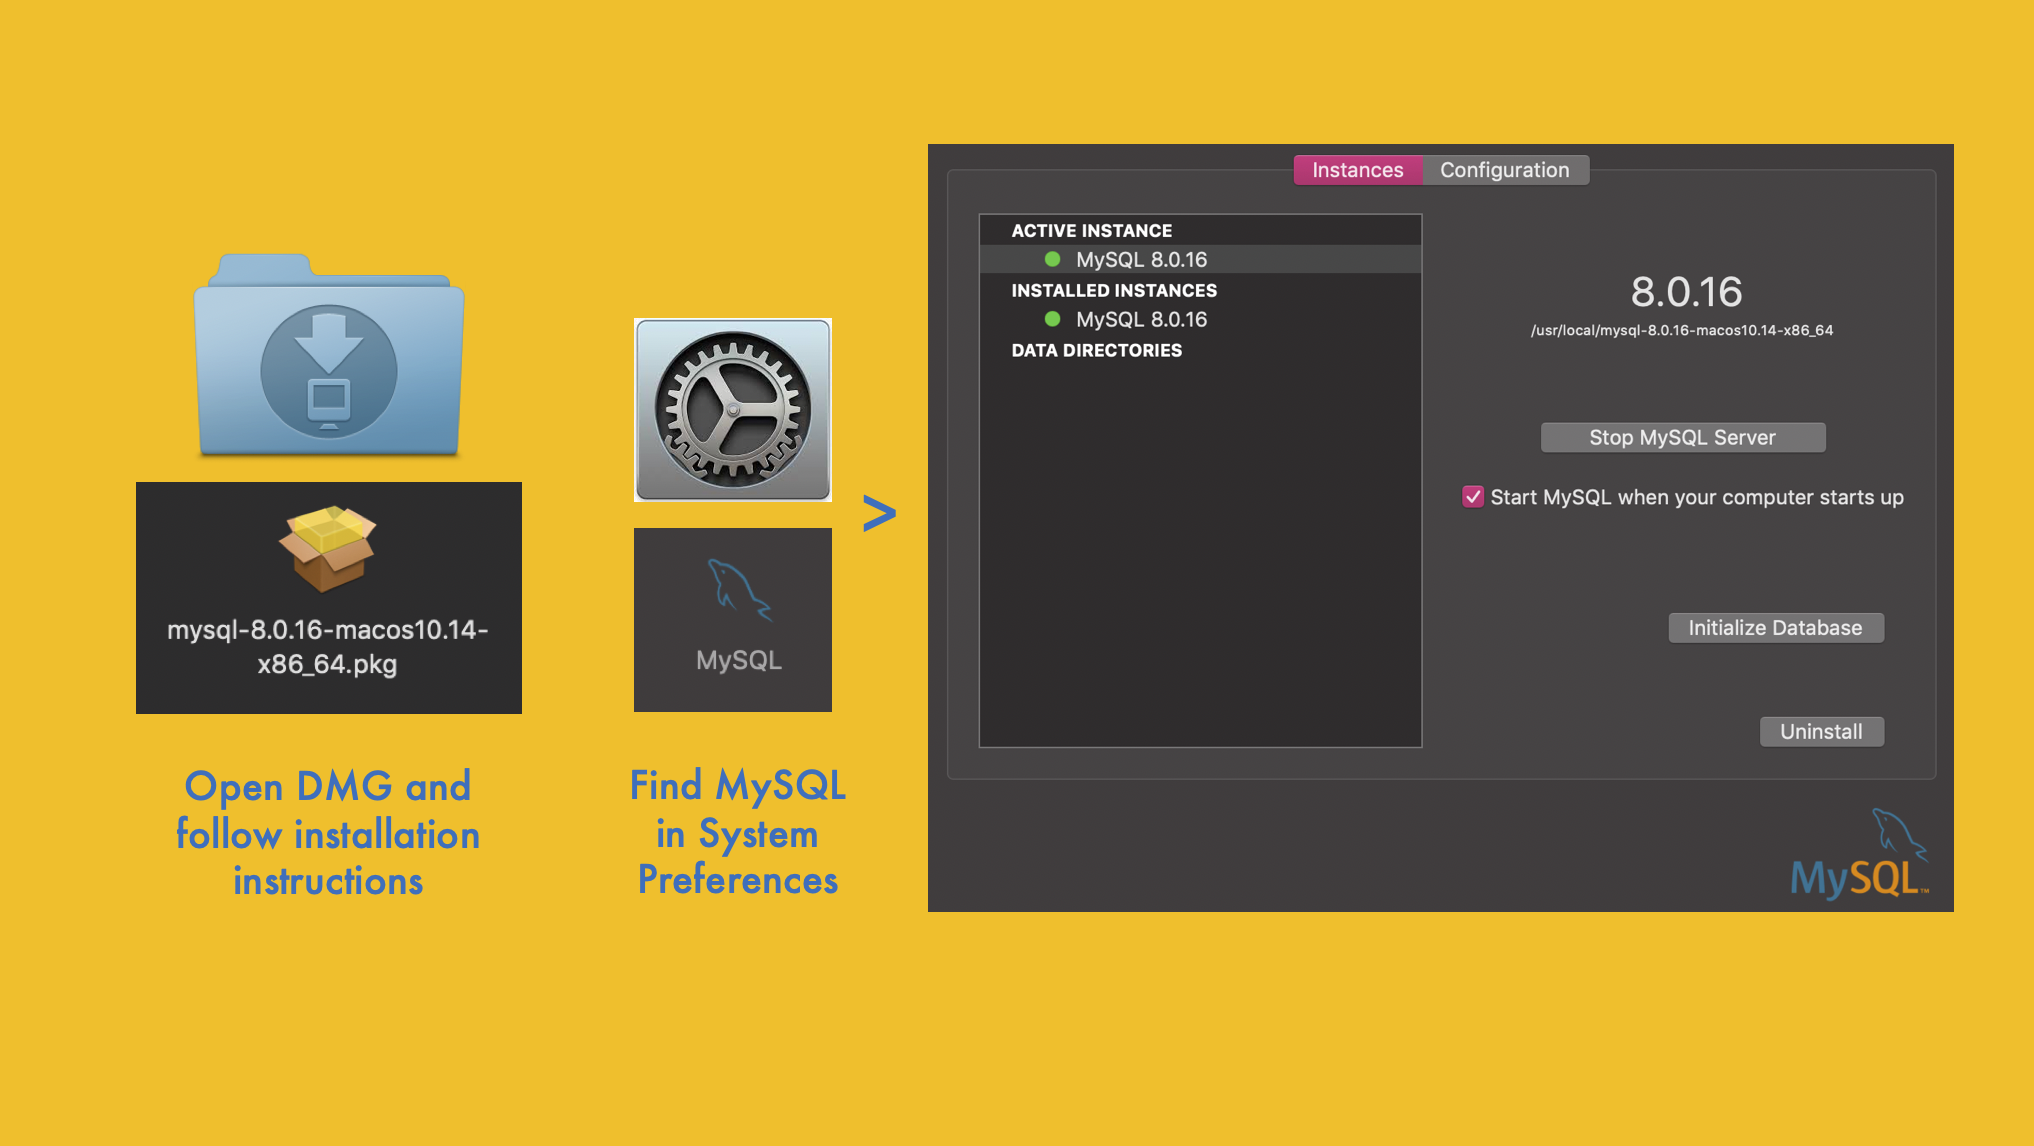 mysql-8.0.16-macos10.14-
x86_64.pkg
Open DMG and
follow installation
instructions
MySQL
Find MySQL
in System
Preferences
>
Instances
Configuration
ACTIVE INSTANCE
MySQL 8.0.16
INSTALLED INSTANCES
MySQL 8.0.16
DATA DIRECTORIES
8.0.16
/usr/local/mysql-8.0.16-macos10.14-x86_64
Stop MySQL Server
Start MySQL when your computer starts up
Initialize Database
Uninstall
MySQL™